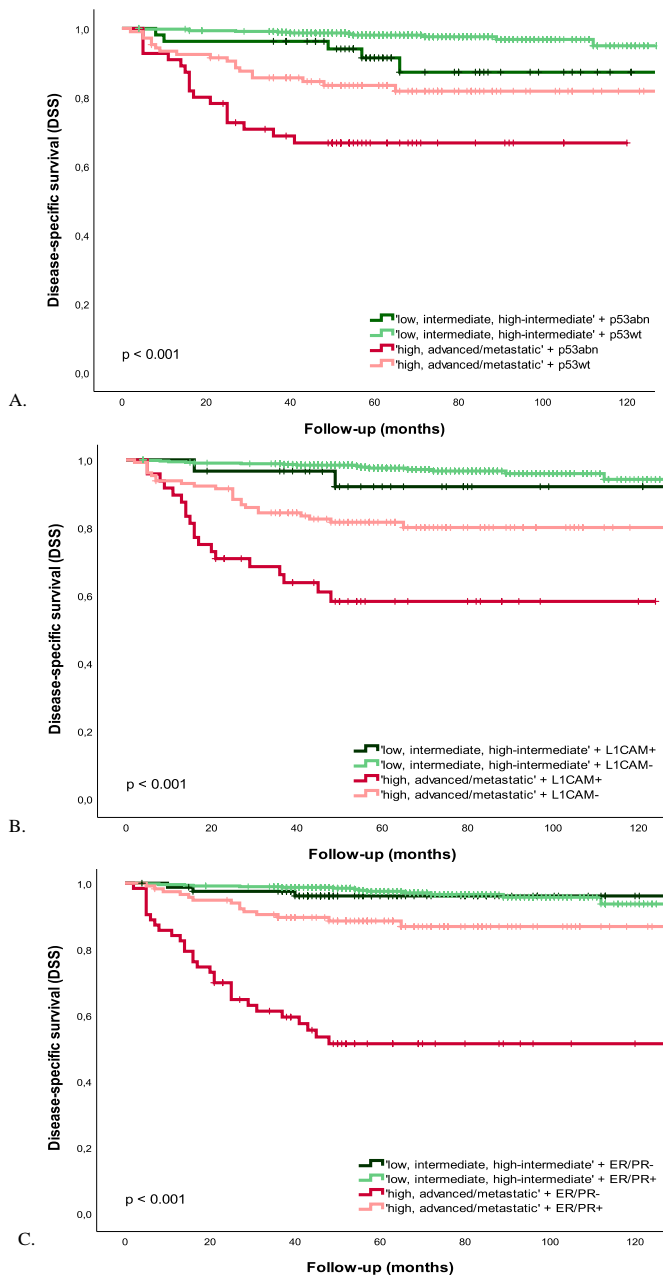 1,0
0,8
0,6
0,4
0,2
0,0
Disease-specific survival (DSS)
'low, intermediate, high-intermediate' + p53abn
'low, intermediate, high-intermediate' + p53wt
'high, advanced/metastatic' + p53abn
'high, advanced/metastatic' + p53wt
p < 0.001
0 20 40 60 80 100 120
Follow-up (months)
A.
1,0
0,8
0,6
0,4
0,2
0,0
Disease-specific survival (DSS)
'low, intermediate, high-intermediate' + L1CAM+
'low, intermediate, high-intermediate' + L1CAM-
'high, advanced/metastatic' + L1CAM+
'high, advanced/metastatic' + L1CAM-
p < 0.001
0 20 40 60 80 100 120
Follow-up (months)
B.
1,0
0,8
0,6
0,4
0,2
0,0
Disease-specific survival (DSS)
'low, intermediate, high-intermediate' + ER/PR-
'low, intermediate, high-intermediate' + ER/PR+
'high, advanced/metastatic' + ER/PR-
'high, advanced/metastatic' + ER/PR+
p < 0.001
0 20 40 60 80 100 120
Follow-up (months)
C.